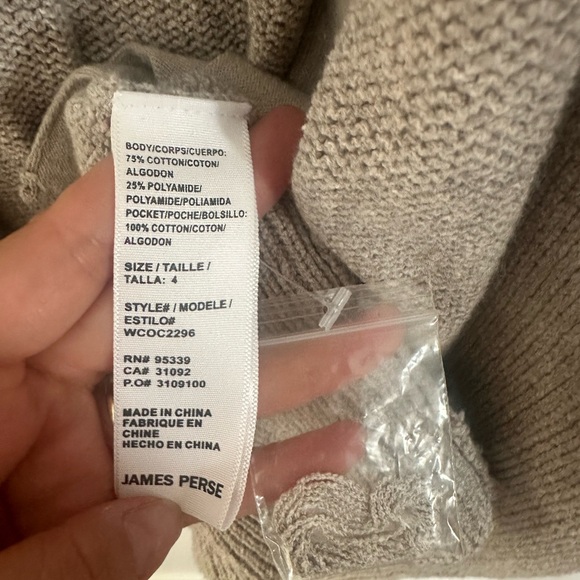 BODY/CORPS/CUERPO:
75% COTTON/COTON/
ALGODON
25% POLYAMIDE/
POLYAMIDE/POLIAMIDA
POCKET/POCHE/BOLSILLO:
100% COTTON/COTON/
ALGODON
SIZE / TAILLE /
TALLA: 4
STYLE# / MODELE /
ESTILO#
WCOC2296
RN# 95339
CA# 31092
P.O# 3109100
MADE IN CHINA
FABRIQUE EN
CHINE
HECHO EN CHINA
JAMES PERSE